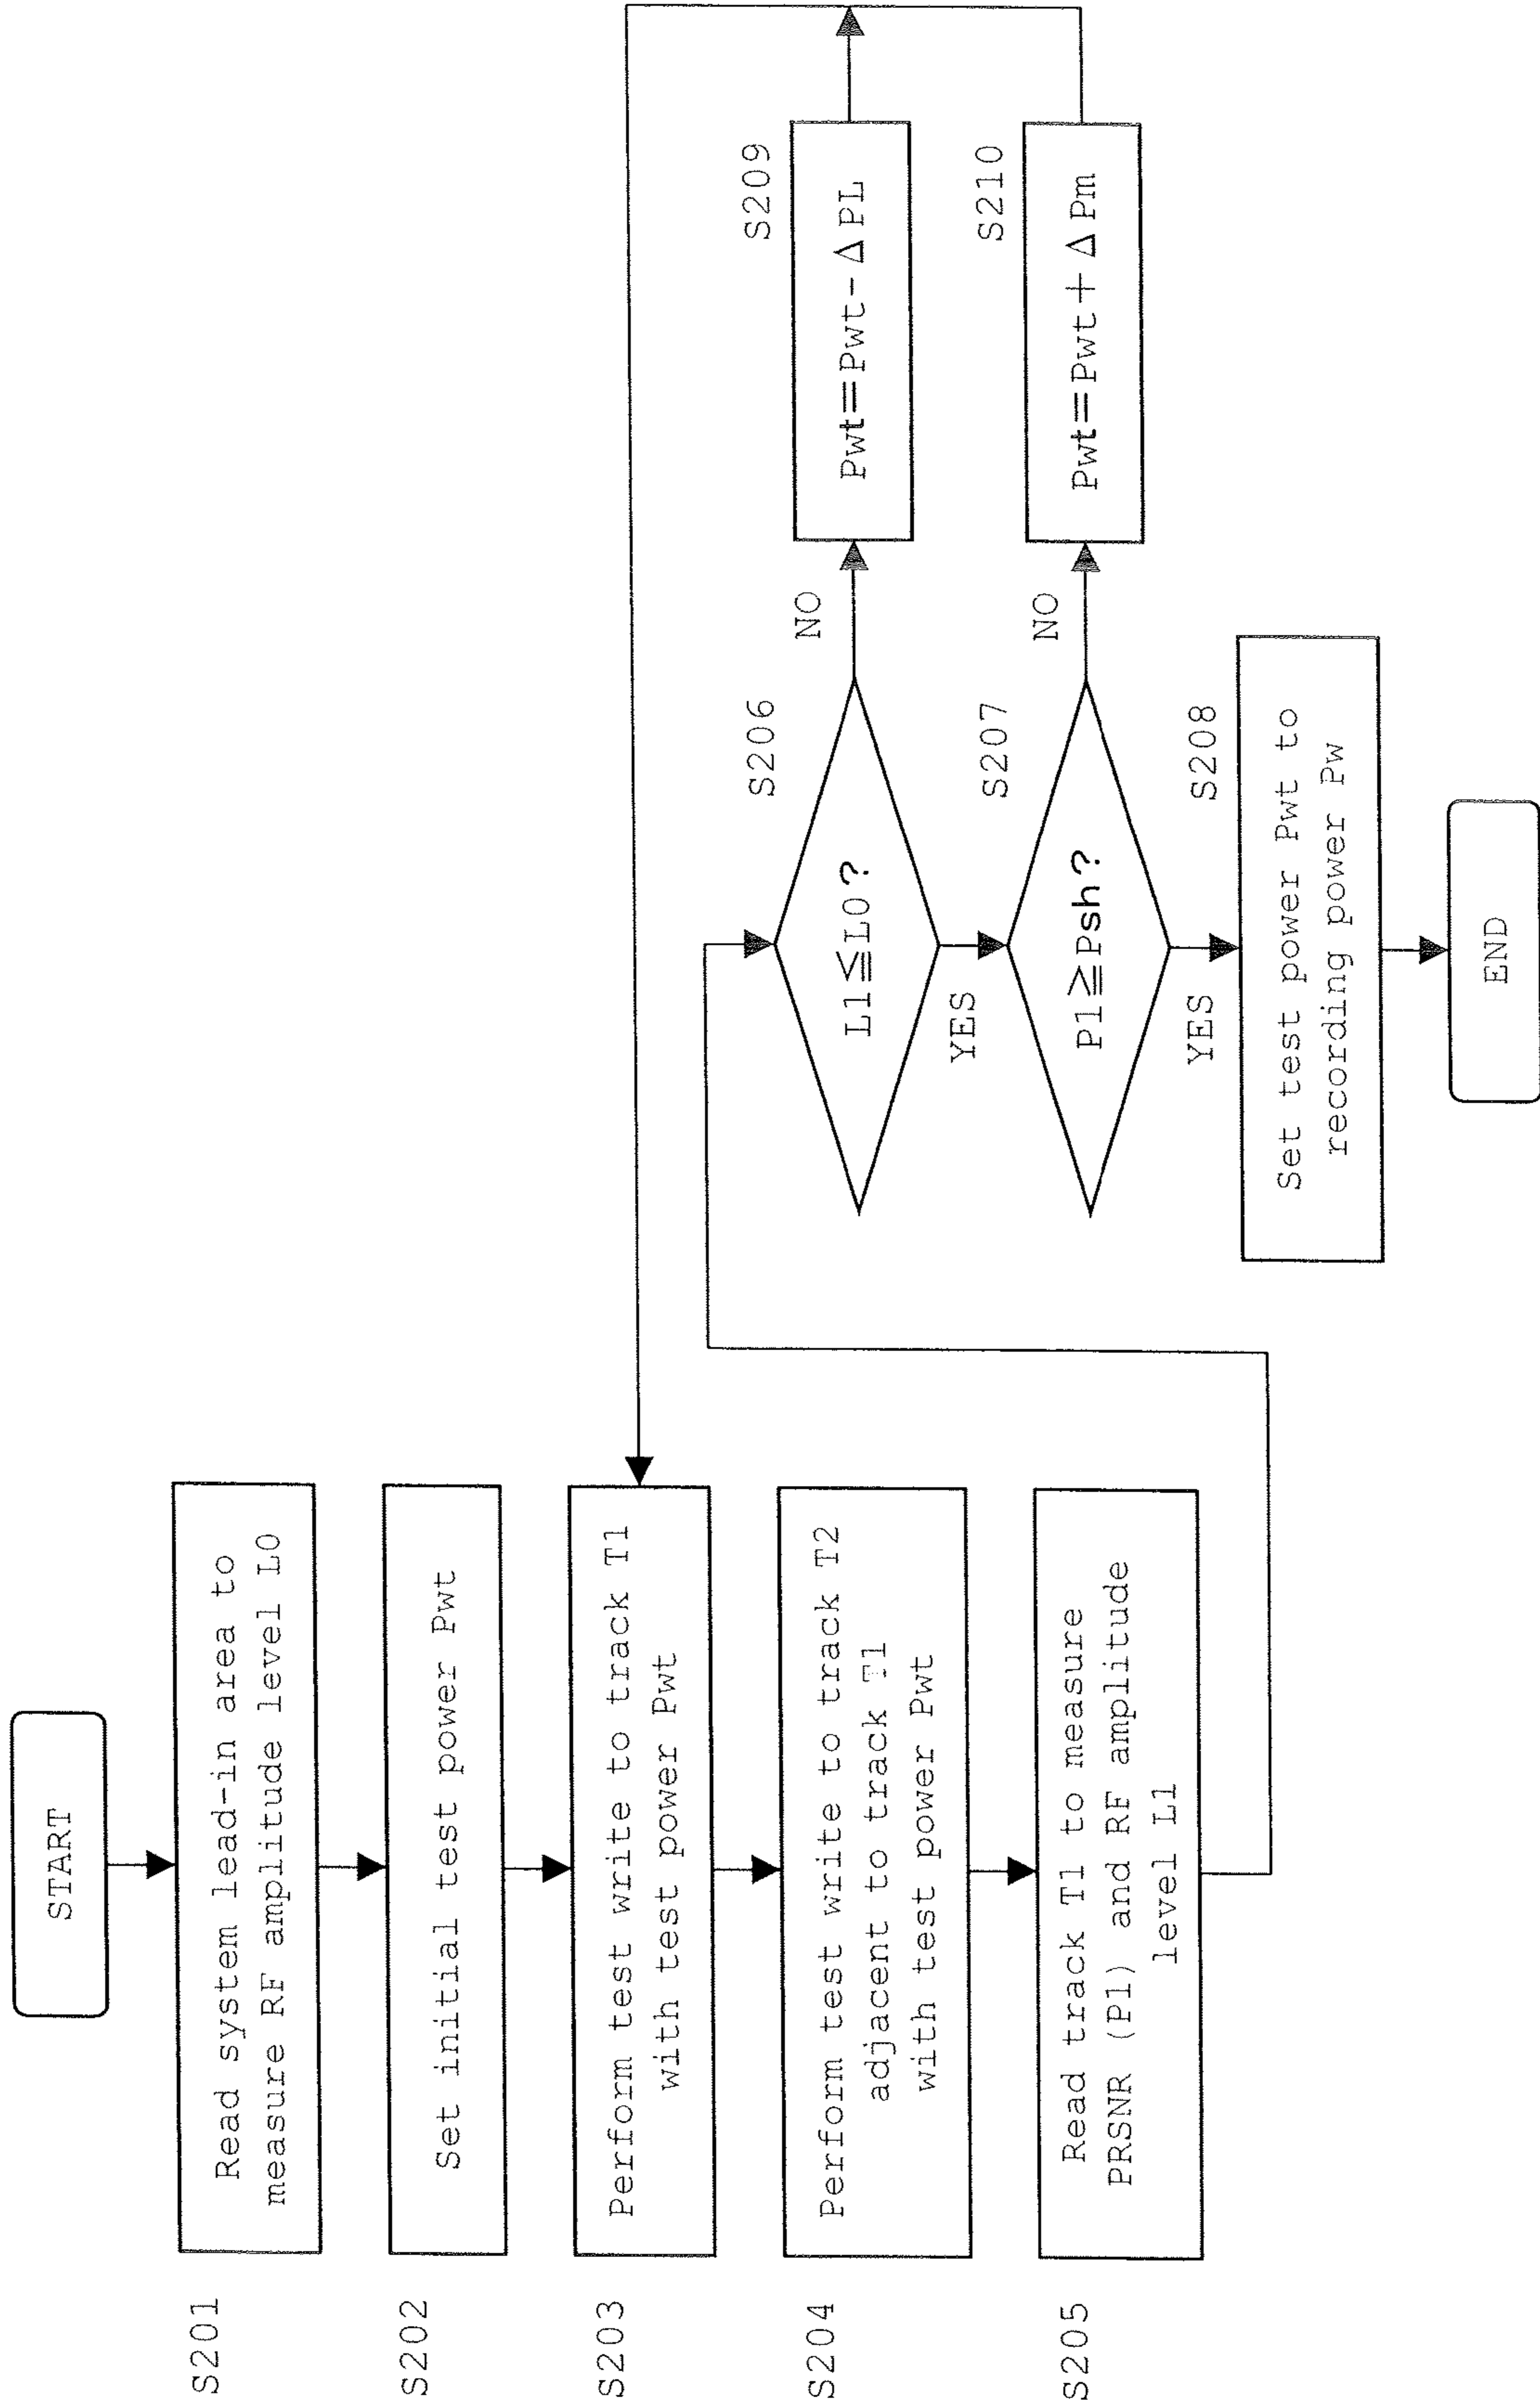 START
S201
Read system lead-in area to
measure RF amplitude level L0
S202
Set initial test power Pwt
S203
Perform test write to track T1
with test power Pwt
S204
Perform test write to track T2
adjacent to track T1
with test power Pwt
S205
Read track T1 to measure
PRSNR (P1) and RF amplitude
level L1
S206
L1≦L0?
NO
S209
Pwt=Pwt-ΔPL
YES
S207
P1≧Psh?
NO
S210
Pwt=Pwt+ΔPm
YES
S208
Set test power Pwt to
recording power Pw
END